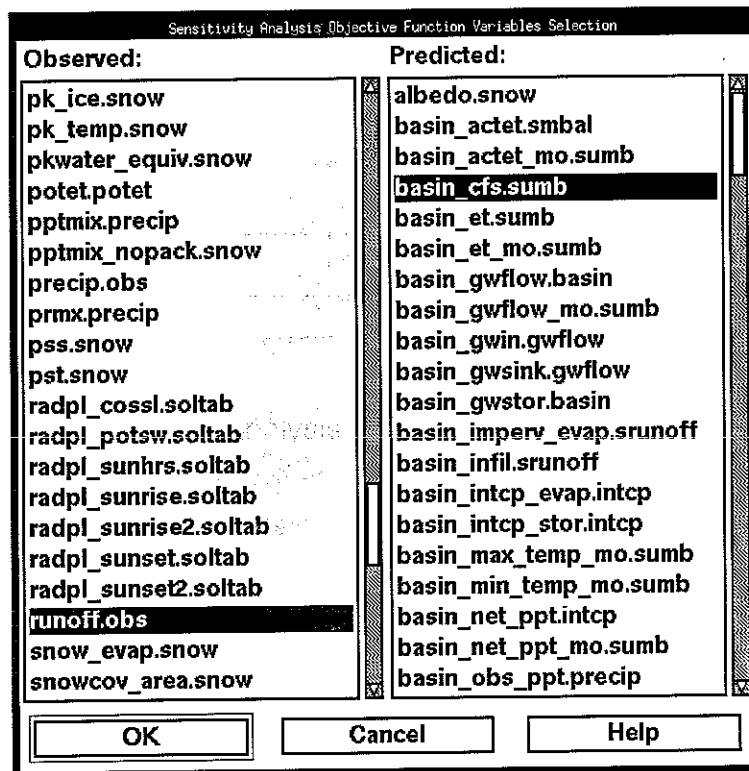 Sensitivity Analysis Objective Function Variables Selection
Observed:
pk_ice.snow
pk_temp.snow
pkwater_equiv.snow
potet.potet
pptmix.precip
pptmix_nopack.snow
precip.obs
prmx.precip
pss.snow
pst.snow
radpl_cossl.soltab
radpl_potsw.soltab
radpl_sunhrs.soltab
radpl_sunrise.soltab
radpl_sunrise2.soltab
radpl_sunset.soltab
radpl_sunset2.soltab
runoff.obs
snow_evap.snow
snowcov_area.snow
Predicted:
albedo.snow
basin_actet.smbal
basin_actet_mo.sumb
basin_cfs.sumb
basin_et.sumb
basin_et_mo.sumb
basin_gwflow.basin
basin_gwflow_mo.sumb
basin_gwin.gwflow
basin_gwsink.gwflow
basin_gwstor.basin
basin_imperv_evap.srunoff
basin_infil.srunoff
basin_intcp_evap.intcp
basin_intcp_stor.intcp
basin_max_temp_mo.sumb
basin_min_temp_mo.sumb
basin_net_ppt.intcp
basin_net_ppt_mo.sumb
basin_obs_ppt.precip
OK
Cancel
Help